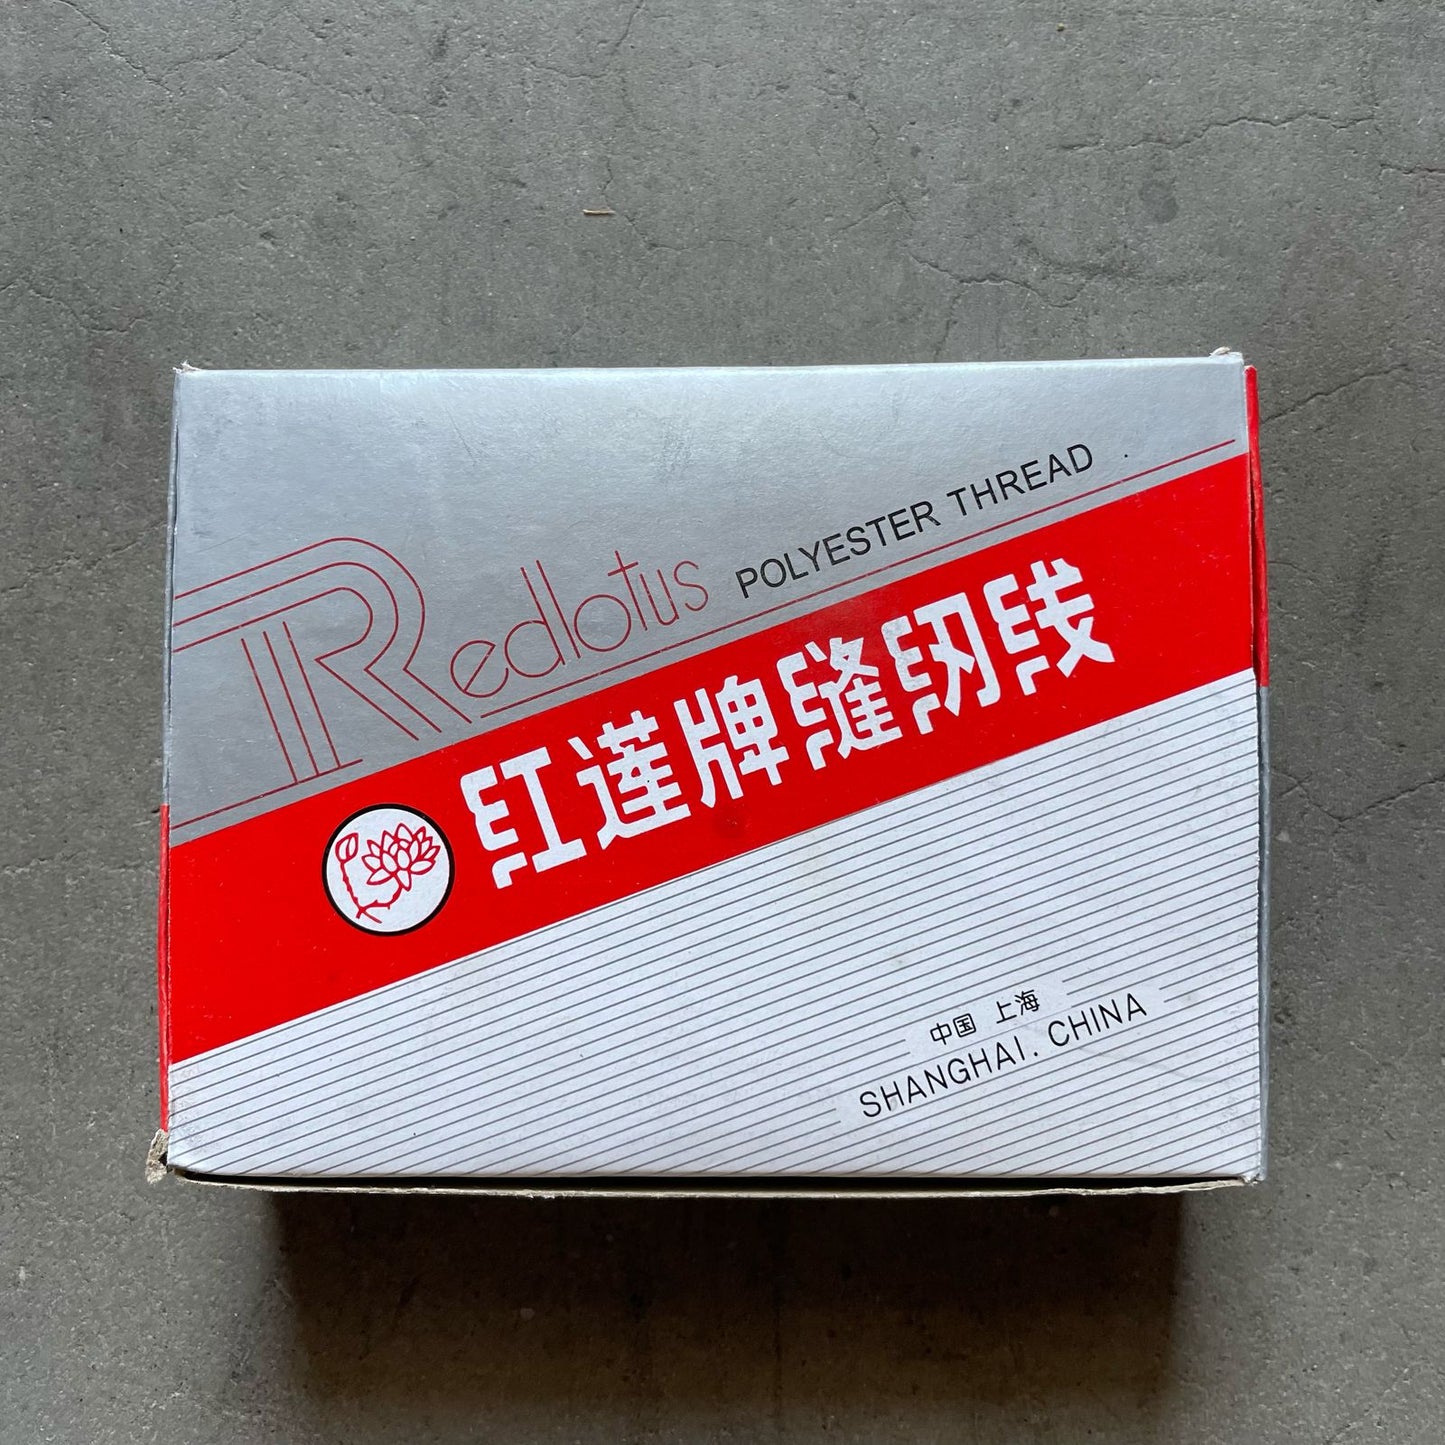 Redlotus POLYESTER THREAD
红莲牌缝纫线
中国 上海
SHANGHAI. CHINA